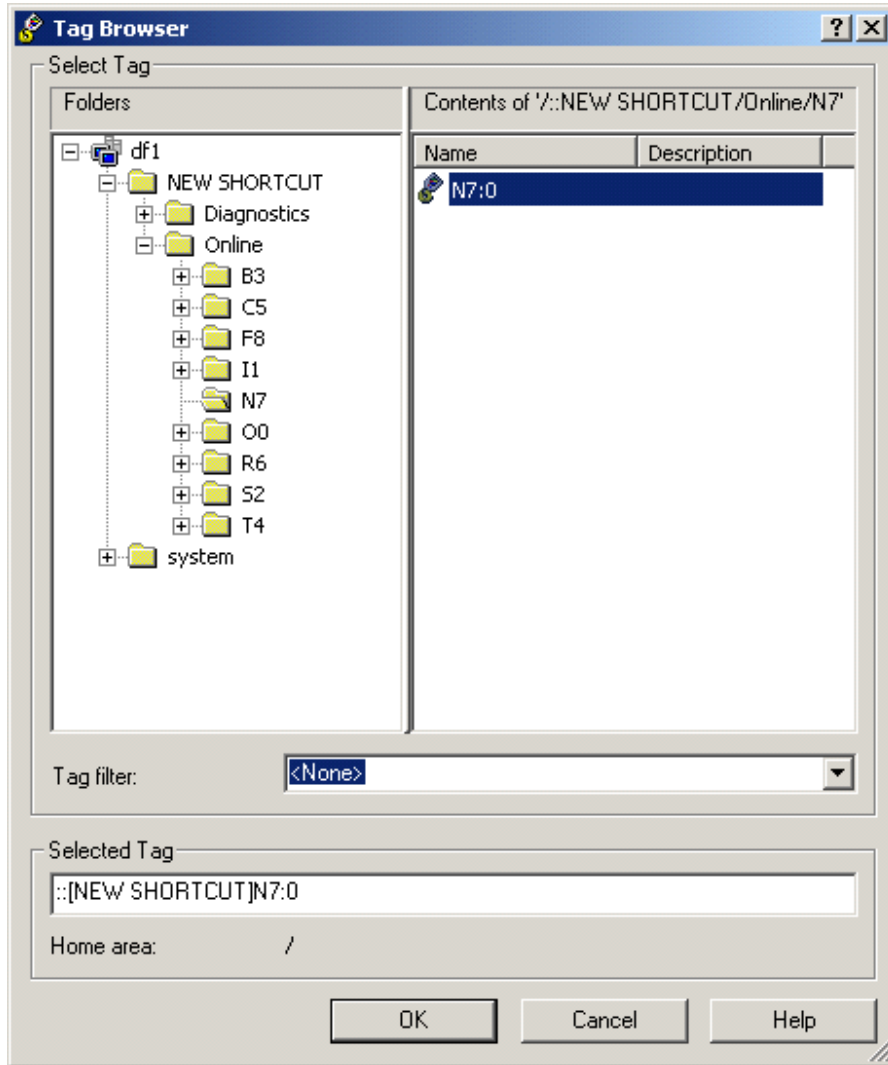 Tag Browser
Select Tag
Folders
Contents of '/::NEW SHORTCUT/Online/N7'
df1
NEW SHORTCUT
Diagnostics
Online
B3
C5
F8
I1
N7
O0
R6
S2
T4
system
Name Description
N7:0
Tag filter: <None>
Selected Tag
::[NEW SHORTCUT]N7:0
Home area: /
OK Cancel Help